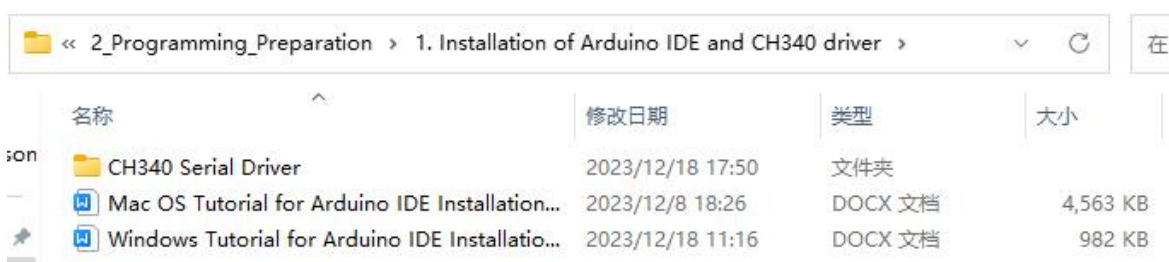 « 2_Programming_Preparation › 1. Installation of Arduino IDE and CH340 driver › 在
名称 修改日期 类型 大小
son
CH340 Serial Driver 2023/12/18 17:50 文件夹
Mac OS Tutorial for Arduino IDE Installation... 2023/12/8 18:26 DOCX 文档 4,563 KB
Windows Tutorial for Arduino IDE Installatio... 2023/12/18 11:16 DOCX 文档 982 KB